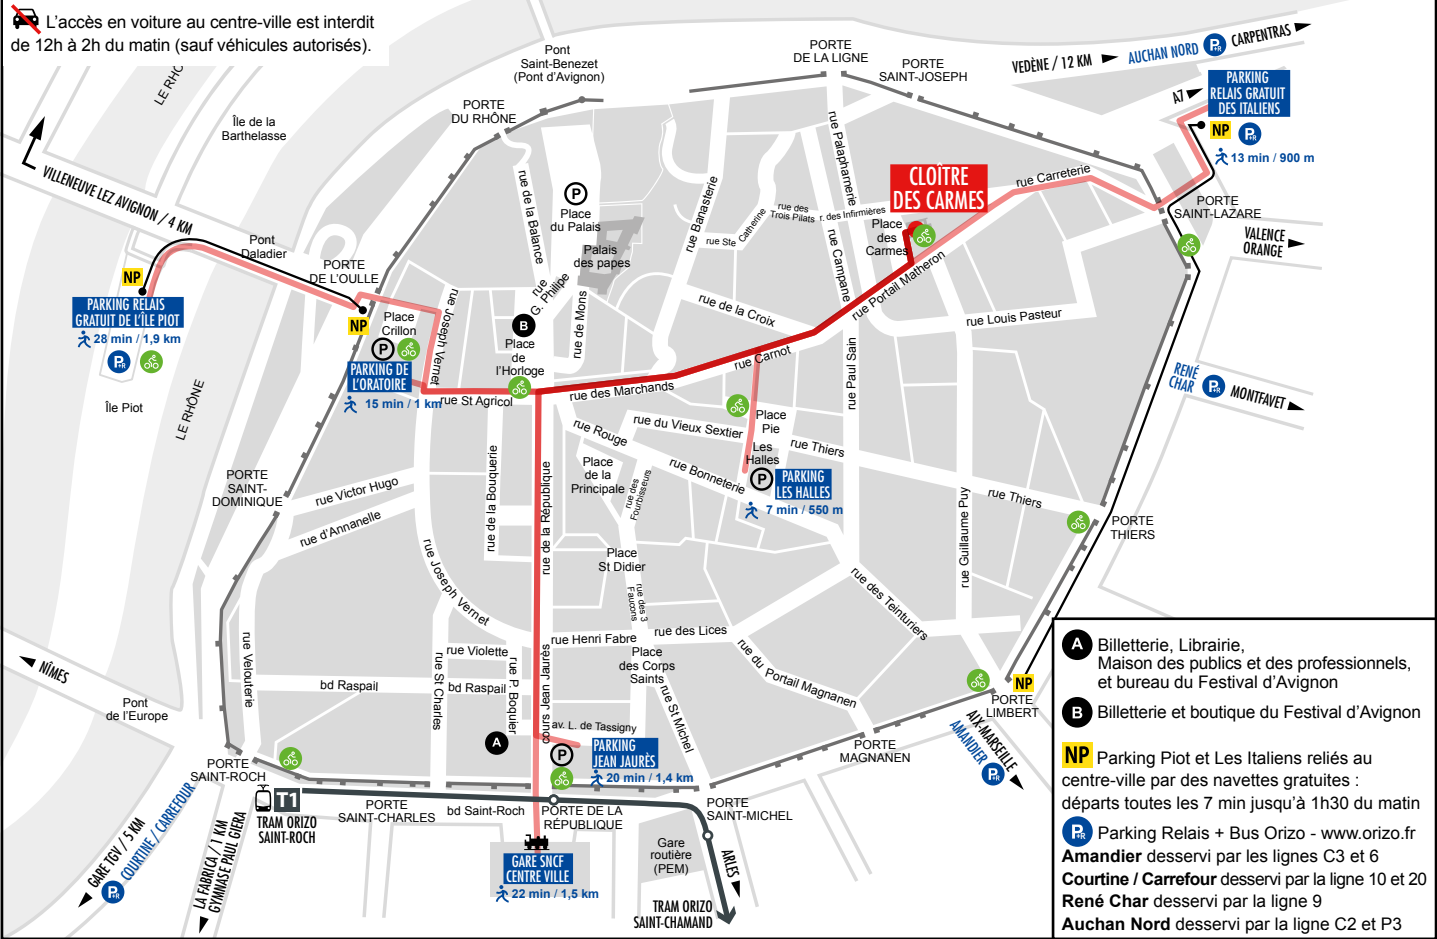 L'accès en voiture au centre-ville est interdit
de 12h à 2h du matin (sauf véhicules autorisés).
LE RHÔ
Île de la
Barthelasse
Pont
Saint-Benezet
(Pont d'Avignon)
PORTE
DU RHÔNE
PORTE
DE LA LIGNE
PORTE
SAINT-JOSEPH
VEDÈNE / 12 KM
AUCHAN NORD
P+R
CARPENTRAS
A7
PARKING
RELAIS GRATUIT
DES ITALIENS
NP
P+R
13 min / 900 m
PORTE
SAINT-LAZARE
VALENCE
ORANGE
VILLENEUVE LEZ AVIGNON / 4 KM
Pont
Daladier
PORTE
DE L'OULLE
NP
PARKING RELAIS
GRATUIT DE L'ÎLE PIOT
28 min / 1,9 km
P+R
Île Piot
LE RHÔNE
NP
Place
Crillon
P
PARKING DE
L'ORATOIRE
15 min / 1 km
rue Joseph Vernet
rue St Agricol
rue de la Balance
P
Place
du Palais
Palais
des papes
rue
G. Philipe
rue de Mons
B
Place
de
l'Horloge
rue Banasterie
rue Ste
Catherine
rue des
Trois Pilats
r. des Infirmières
rue Palapharnerie
rue Campane
CLOÎTRE
DES CARMES
Place
des
Carmes
rue Carreterie
rue Portail Matheron
rue Louis Pasteur
rue de la Croix
rue Carnot
rue des Marchands
rue Paul Sain
RENÉ
CHAR
P+R
MONTFAVET
rue du Vieux Sextier
Place
Pie
Les
Halles
P
PARKING
LES HALLES
7 min / 550 m
rue Thiers
rue Thiers
rue Rouge
rue Bonneterie
Place
de la
Principale
rue des
Fourbisseurs
rue de la République
rue de la Bouquerie
PORTE
SAINT-
DOMINIQUE
rue Victor Hugo
rue d'Annanelle
rue Joseph Vernet
Place
St Didier
rue des 3
Faucons
rue Guillaume Puy
PORTE
THIERS
rue des Teinturiers
rue Henri Fabre
rue des Lices
Place
des Corps
Saints
rue du Portail Magnanen
rue Velouterie
rue Violette
bd Raspail
bd Raspail
rue St Charles
rue P. Boquier
cours Jean Jaurès
av. L. de Tassigny
rue St Michel
A
P
PARKING
JEAN JAURÈS
20 min / 1,4 km
NP
PORTE
LIMBERT
PORTE
MAGNANEN
AIX-MARSEILLE
AMANDIER
P+R
NÎMES
Pont
de l'Europe
PORTE
SAINT-ROCH
T1
TRAM ORIZO
SAINT-ROCH
PORTE
SAINT-CHARLES
bd Saint-Roch
PORTE DE LA
RÉPUBLIQUE
PORTE
SAINT-MICHEL
GARE TGV / 5 KM
COURTINE / CARREFOUR
P+R
LA FABRICA / 1 KM
GYMNASE PAUL GIERA
GARE SNCF
CENTRE VILLE
22 min / 1,5 km
Gare
routière
(PEM)
ARLES
TRAM ORIZO
SAINT-CHAMAND
A Billetterie, Librairie,
Maison des publics et des professionnels,
et bureau du Festival d'Avignon
B Billetterie et boutique du Festival d'Avignon
NP Parking Piot et Les Italiens reliés au
centre-ville par des navettes gratuites :
départs toutes les 7 min jusqu'à 1h30 du matin
P+R Parking Relais + Bus Orizo - www.orizo.fr
Amandier desservi par les lignes C3 et 6
Courtine / Carrefour desservi par la ligne 10 et 20
René Char desservi par la ligne 9
Auchan Nord desservi par la ligne C2 et P3